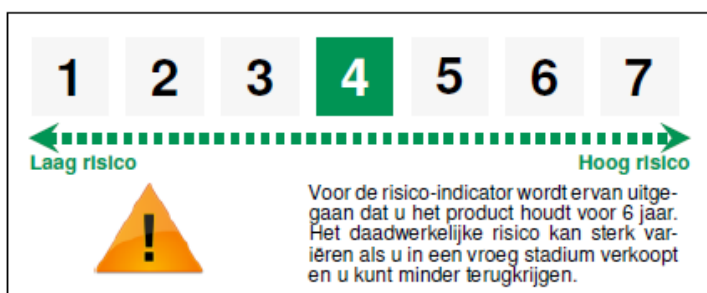 1 2 3 4 5 6 7
Laag risico Hoog risico
!
Voor de risico-indicator wordt ervan uitge-
gaan dat u het product houdt voor 6 jaar.
Het daadwerkelijke risico kan sterk var-
iëren als u in een vroeg stadium verkoopt
en u kunt minder terugkrijgen.